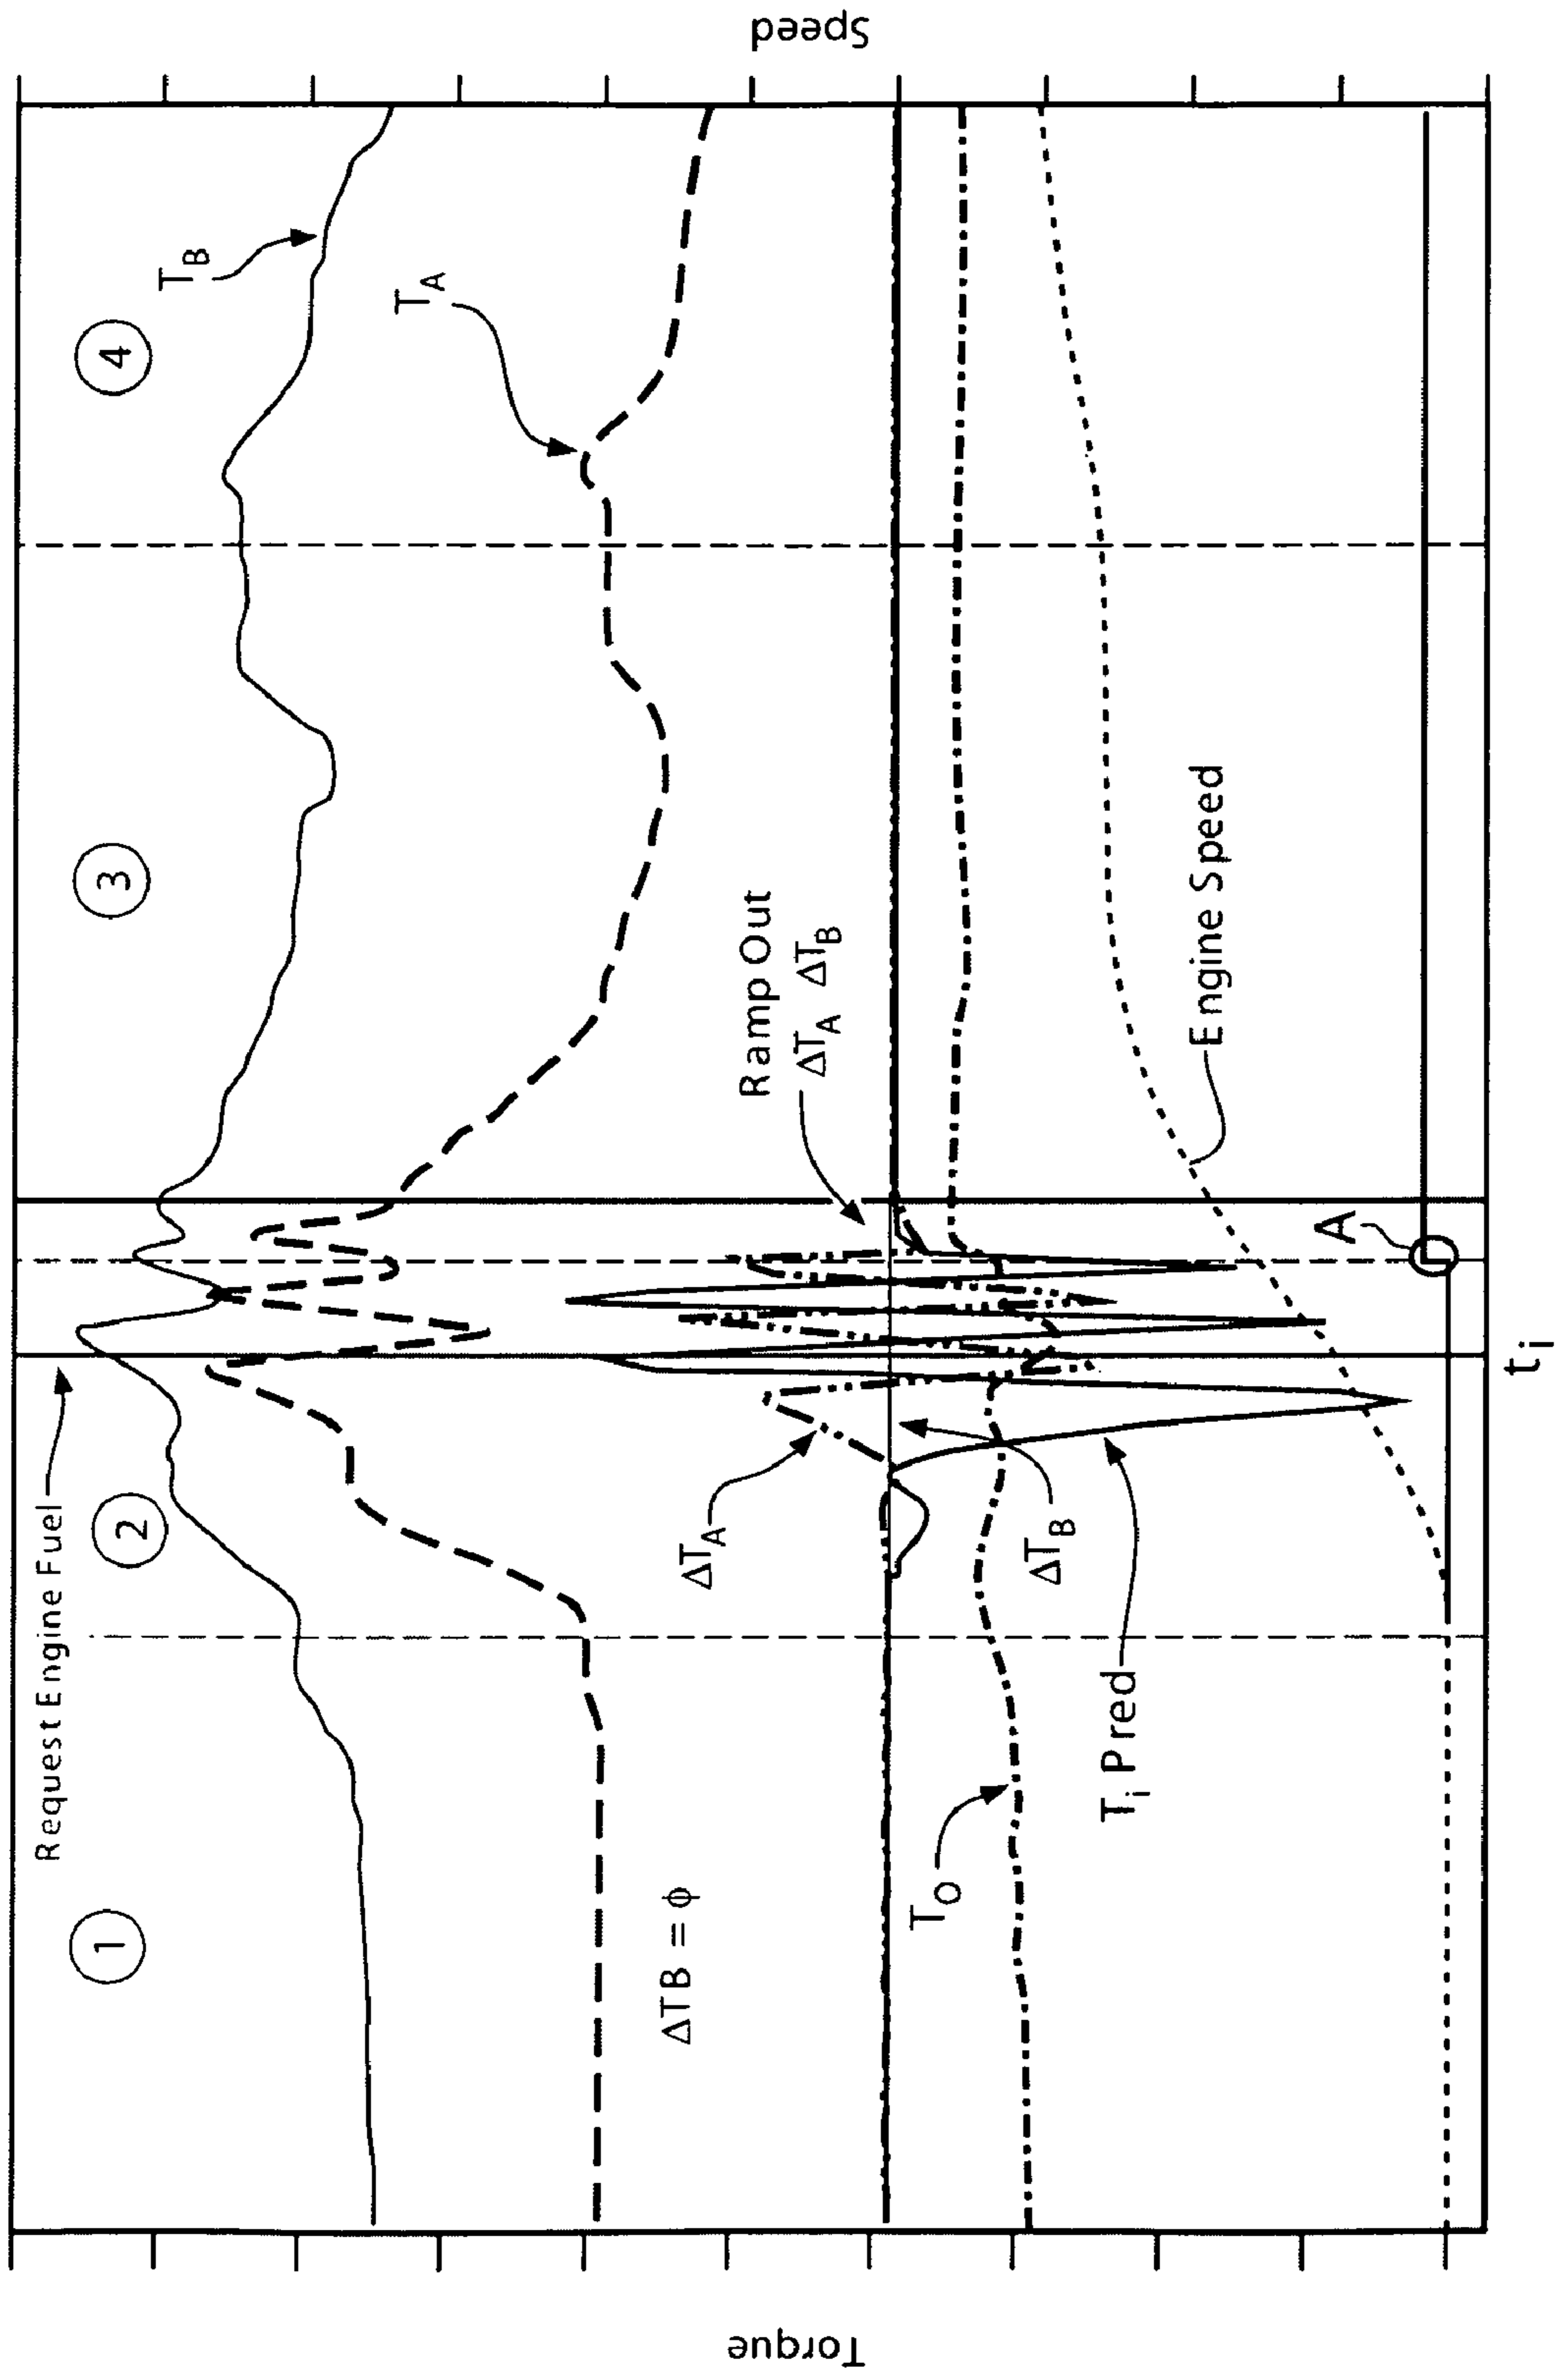 Request Engine Fuel
1
2
3
4
T_B
T_A
ΔTB = ϕ
ΔT_A
ΔT_B
Ramp Out
ΔT_A ΔT_B
T_O
T_i Pred
Engine Speed
A
t_i
Torque
Speed